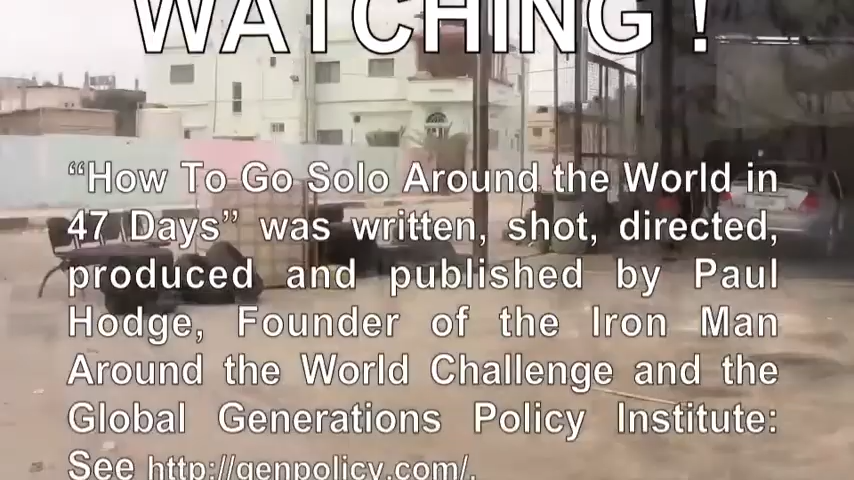 WATCHING !
“How To Go Solo Around the World in
47 Days” was written, shot, directed,
produced and published by Paul
Hodge, Founder of the Iron Man
Around the World Challenge and the
Global Generations Policy Institute:
See http://genpolicy.com/.